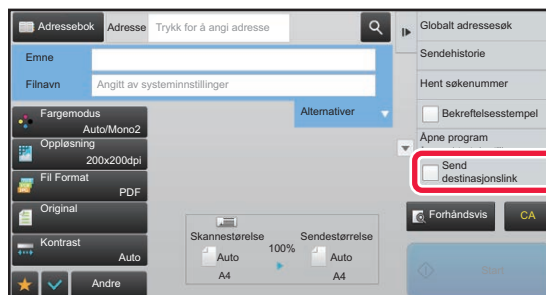 Adressebok
Adresse
Trykk for å angi adresse
Emne
Filnavn
Angitt av systeminnstillinger
Alternativer
Fargemodus
Auto/Mono2
Oppløsning
200x200dpi
Fil Format
PDF
Original
Kontrast
Auto
Andre
Skannestørelse
Auto
A4
100%
Sendestørrelse
Auto
A4
Globalt adressesøk
Sendehistorie
Hent søkenummer
Bekreftelsesstempel
Åpne program
Send
destinasjonslink
Forhåndsvis
CA
Start